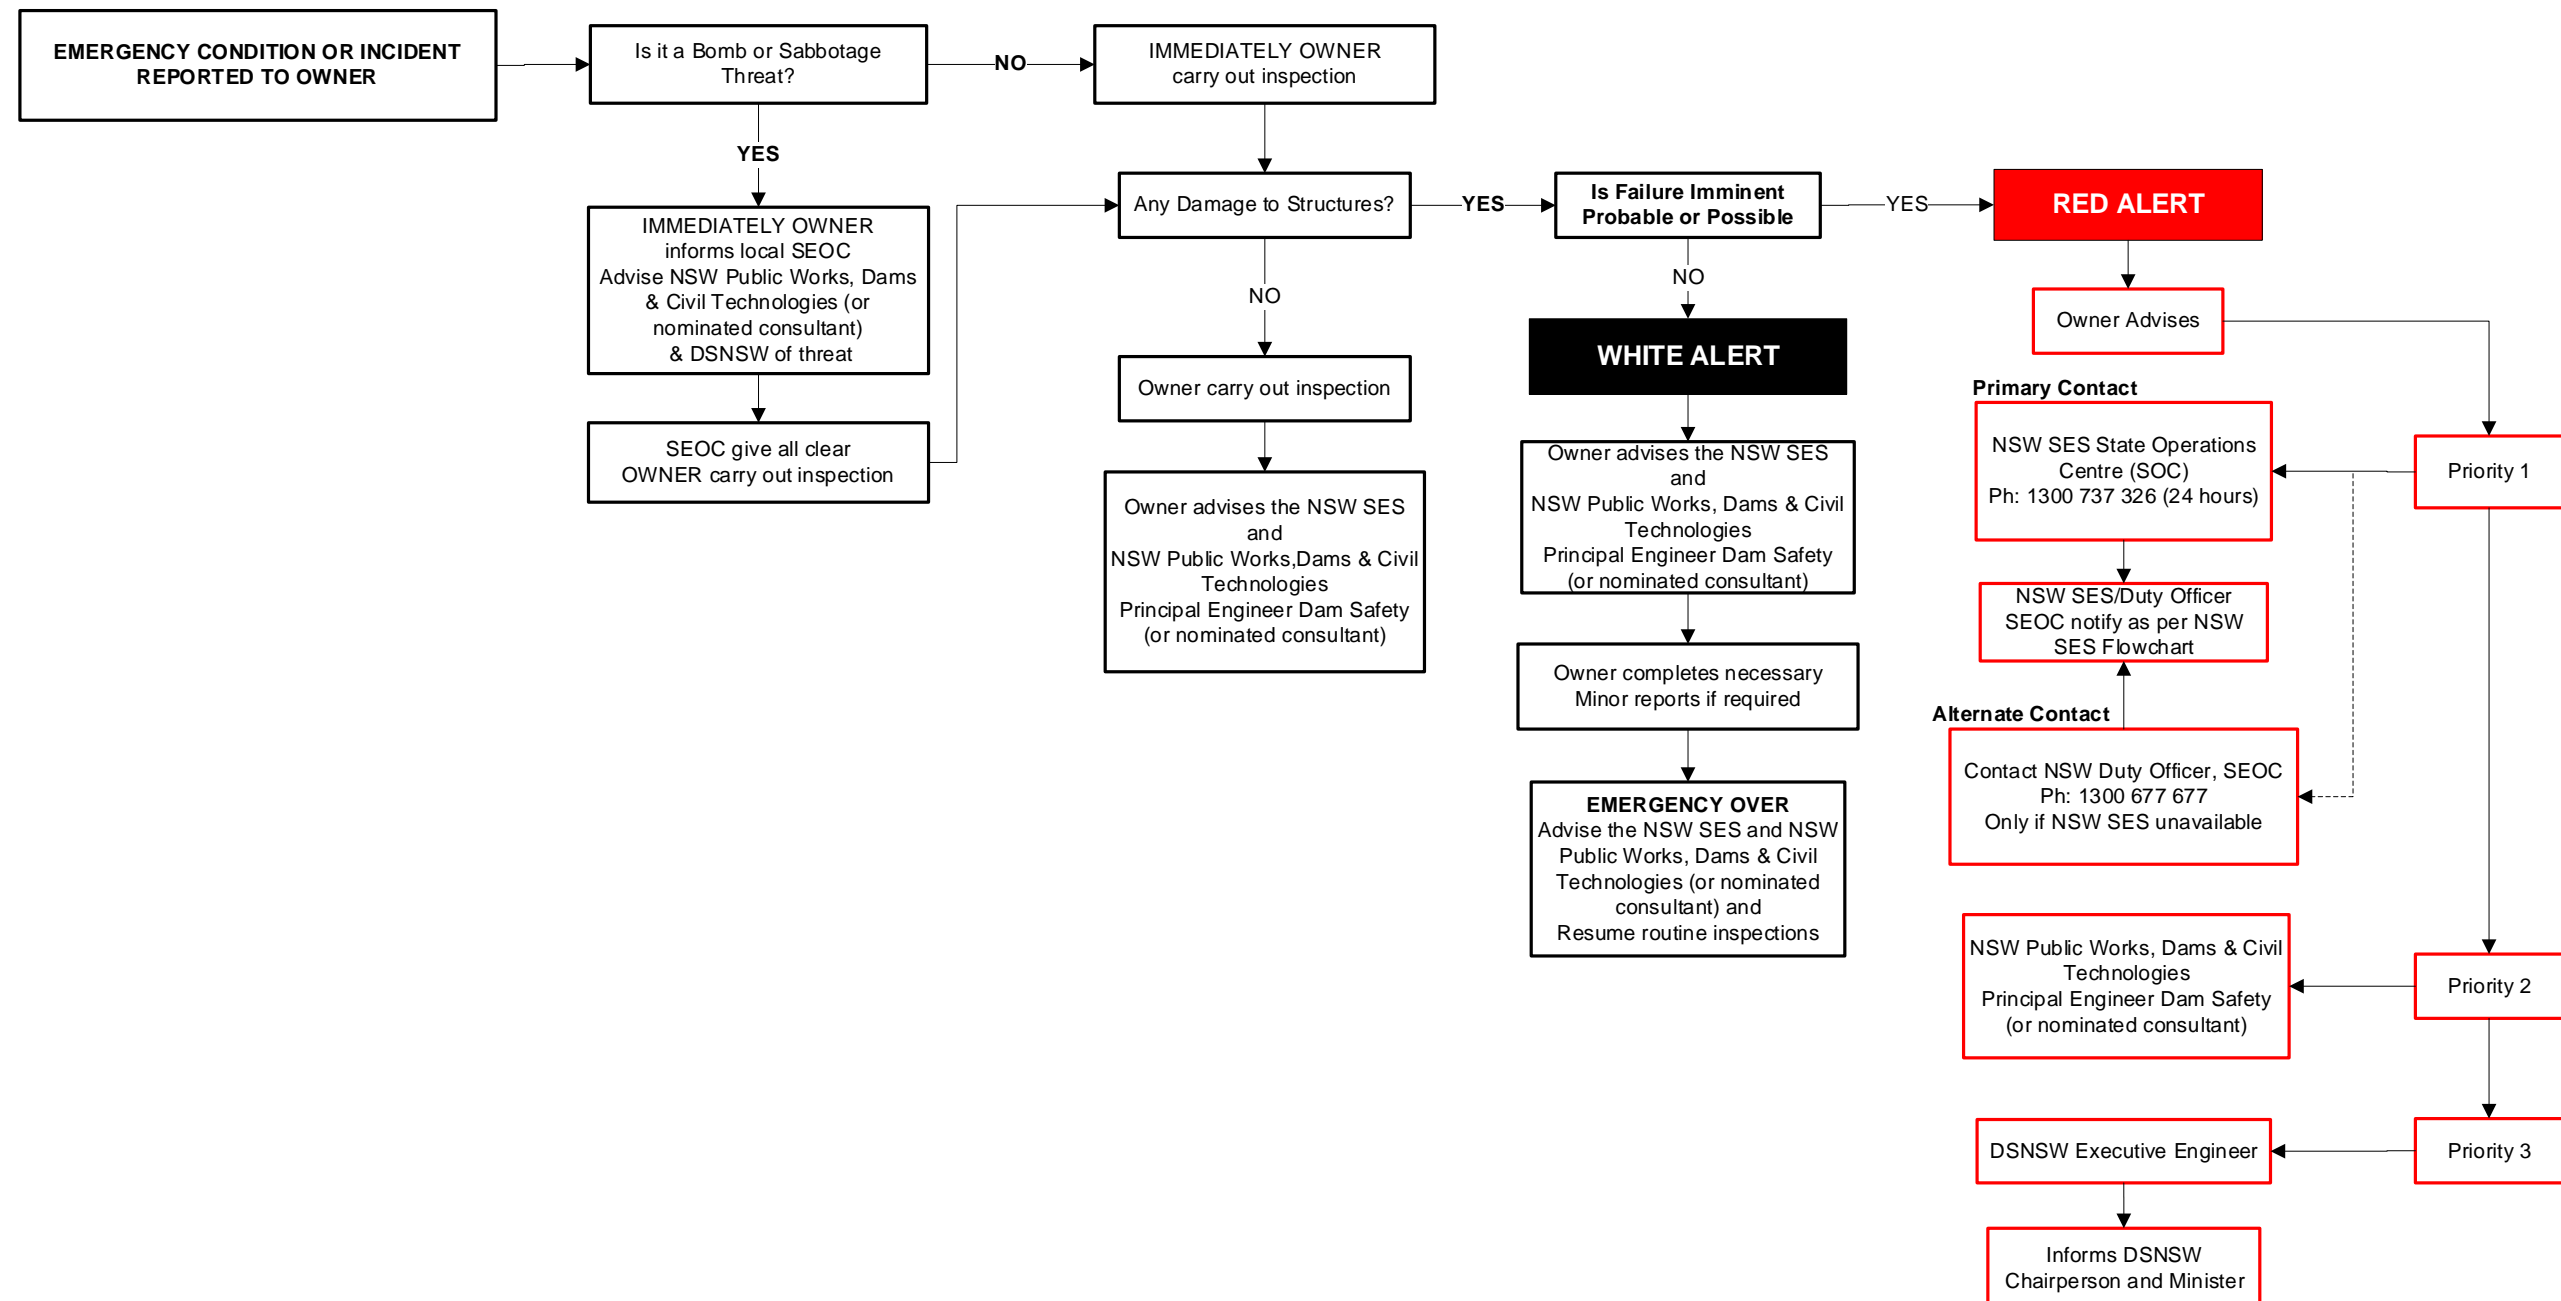 EMERGENCY CONDITION OR INCIDENT
REPORTED TO OWNER
Is it a Bomb or Sabbotage
Threat?
NO
IMMEDIATELY OWNER
carry out inspection
YES
IMMEDIATELY OWNER
informs local SEOC
Advise NSW Public Works, Dams
& Civil Technologies (or
nominated consultant)
& DSNSW of threat
SEOC give all clear
OWNER carry out inspection
Any Damage to Structures?
YES
NO
Owner carry out inspection
Owner advises the NSW SES
and
NSW Public Works,Dams & Civil
Technologies
Principal Engineer Dam Safety
(or nominated consultant)
Is Failure Imminent
Probable or Possible
YES
NO
WHITE ALERT
Owner advises the NSW SES
and
NSW Public Works, Dams & Civil
Technologies
Principal Engineer Dam Safety
(or nominated consultant)
Owner completes necessary
Minor reports if required
EMERGENCY OVER
Advise the NSW SES and NSW
Public Works, Dams & Civil
Technologies (or nominated
consultant) and
Resume routine inspections
RED ALERT
Owner Advises
Primary Contact
NSW SES State Operations
Centre (SOC)
Ph: 1300 737 326 (24 hours)
Priority 1
NSW SES/Duty Officer
SEOC notify as per NSW
SES Flowchart
Alternate Contact
Contact NSW Duty Officer, SEOC
Ph: 1300 677 677
Only if NSW SES unavailable
NSW Public Works, Dams & Civil
Technologies
Principal Engineer Dam Safety
(or nominated consultant)
Priority 2
DSNSW Executive Engineer
Priority 3
Informs DSNSW
Chairperson and Minister